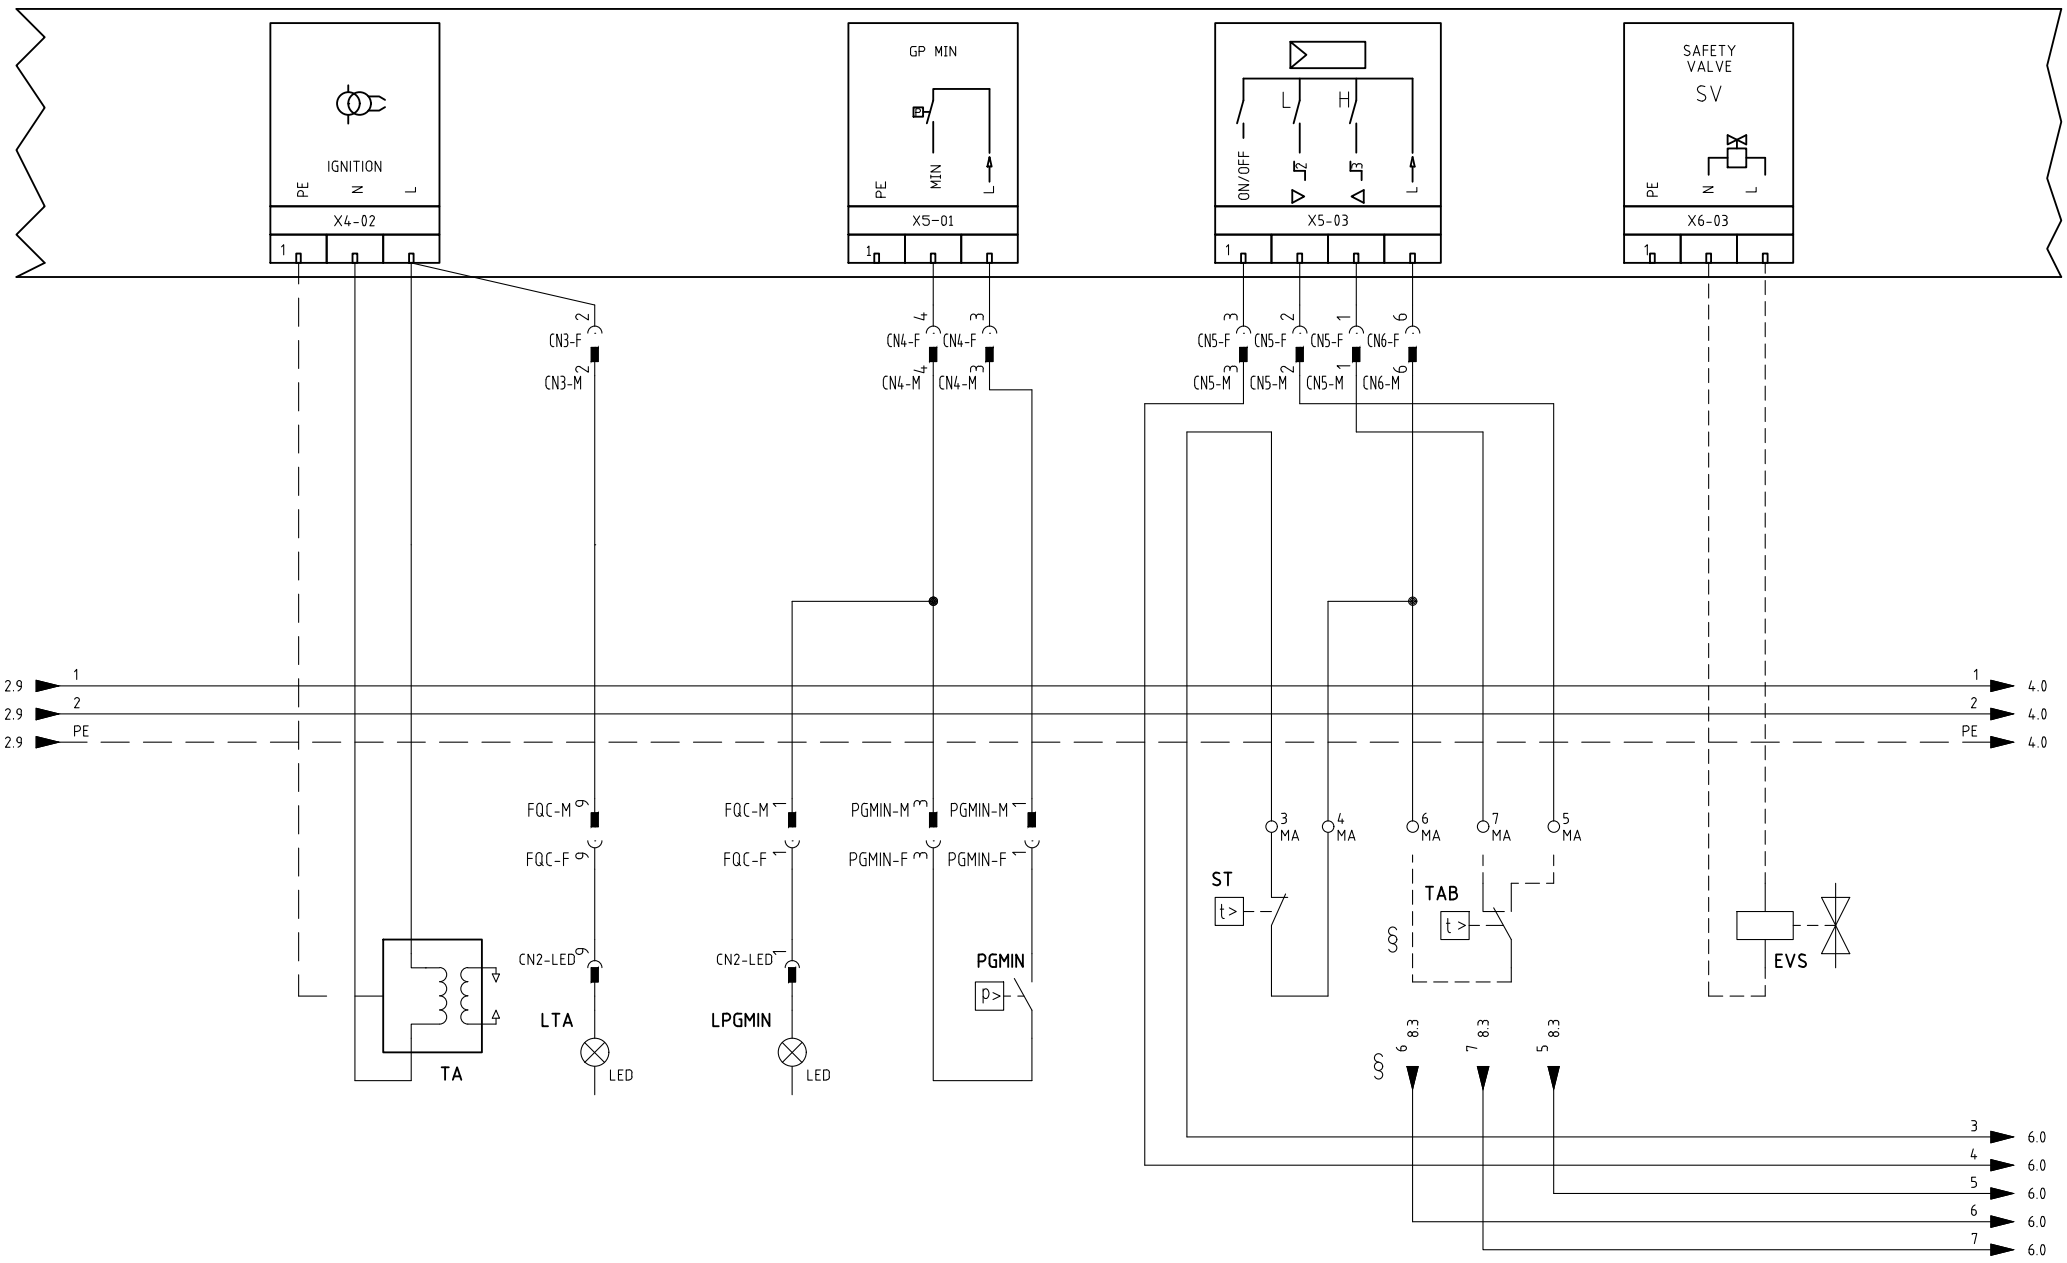 GP MIN
SAFETY
VALVE
SV
L
H
P
IGNITION
PE
N
L
PE
MIN
L
ON/OFF
2
3
L
PE
N
L
X4-02
X5-01
X5-03
X6-03
1
1
1
1
2
4
3
3
2
1
6
CN3-F
CN4-F
CN4-F
CN5-F
CN5-F
CN5-F
CN6-F
2
4
3
3
2
1
6
CN3-M
CN4-M
CN4-M
CN5-M
CN5-M
CN5-M
CN6-M
2.9
1
1
4.0
2.9
2
2
4.0
2.9
PE
PE
4.0
FQC-M 9
FQC-M 1
PGMIN-M 3
PGMIN-M 1
3
MA
4
MA
6
MA
7
MA
5
MA
FQC-F 9
FQC-F 1
PGMIN-F 3
PGMIN-F 1
ST
t>
TAB
t>
§
CN2-LED 9
CN2-LED 1
PGMIN
p>
EVS
LTA
LPGMIN
LED
LED
TA
§
6 8.3
7 8.3
5 8.3
3
6.0
4
6.0
5
6.0
6
6.0
7
6.0